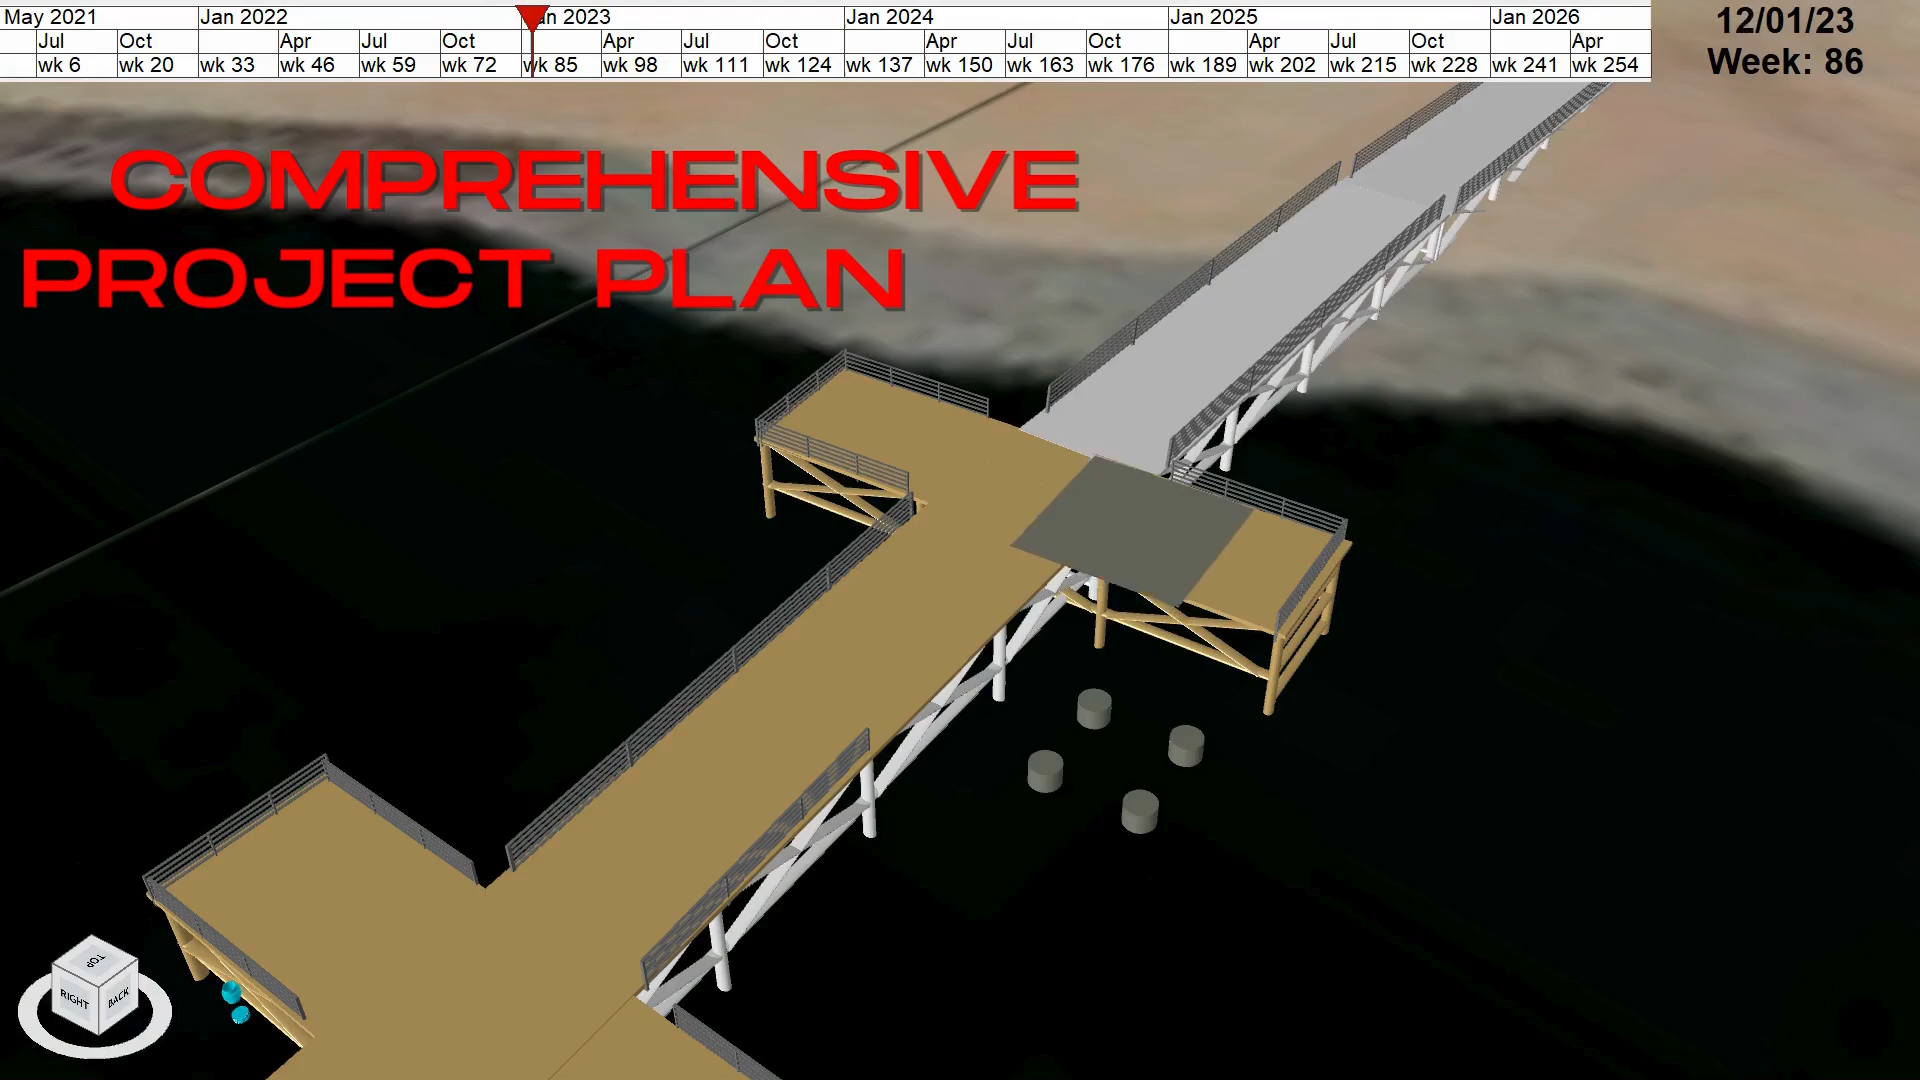 May 2021 Jan 2022 Jan 2023 Jan 2024 Jan 2025 Jan 2026
Jul Oct Apr Jul Oct Apr Jul Oct Apr Jul Oct Apr Jul Oct Apr
wk 6 wk 20 wk 33 wk 46 wk 59 wk 72 wk 85 wk 98 wk 111 wk 124 wk 137 wk 150 wk 163 wk 176 wk 189 wk 202 wk 215 wk 228 wk 241 wk 254
12/01/23
Week: 86
COMPREHENSIVE
PROJECT PLAN
TOP
RIGHT BACK